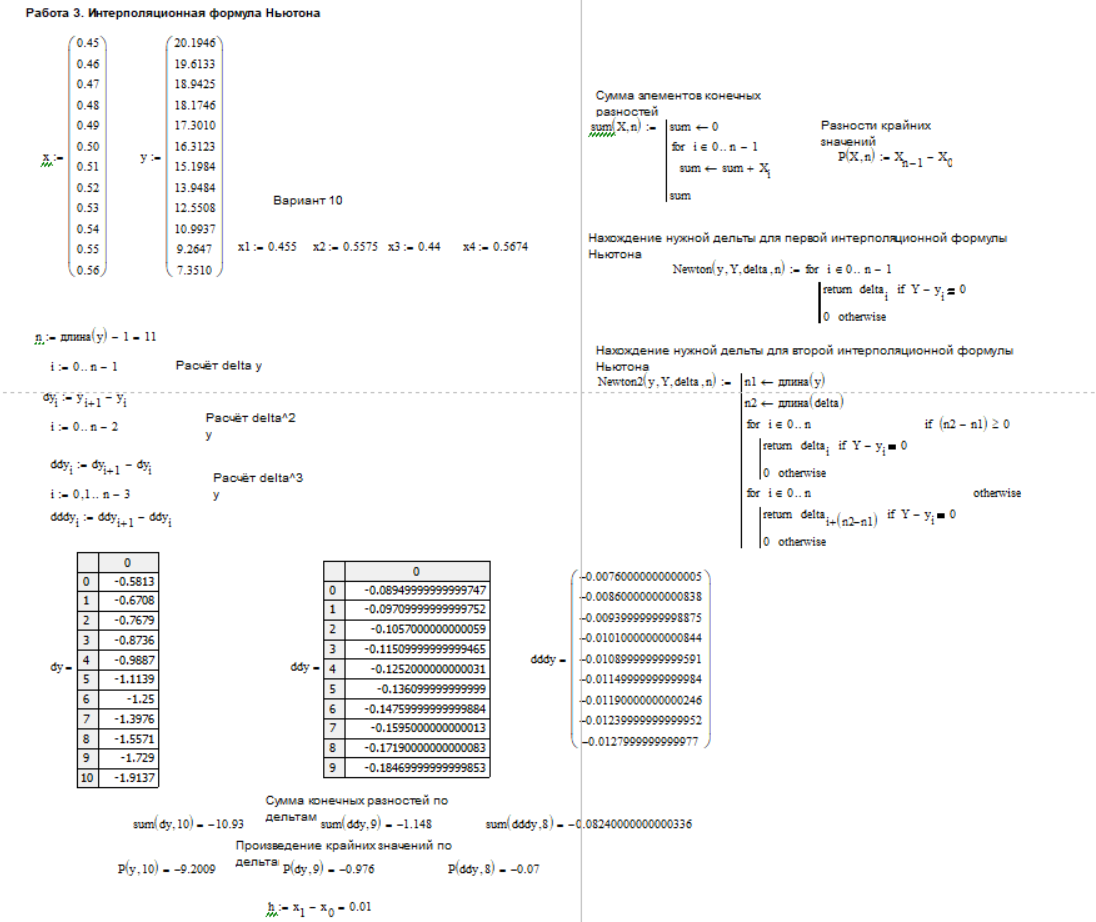 Работа 3. Интерполяционная формула Ньютона
x := y :=
0.45 20.1946
0.46 19.6133
0.47 18.9425
0.48 18.1746
0.49 17.3010
0.50 16.3123
0.51 15.1984
0.52 13.9484
0.53 12.5508
0.54 10.9937
0.55 9.2647
0.56 7.3510
Вариант 10
x1 := 0.455 x2 := 0.5575 x3 := 0.44 x4 := 0.5674
n := длина(y) − 1 = 11
i := 0.. n − 1 Расчёт delta y
dy_i := y_{i+1} − y_i
i := 0.. n − 2 Расчёт delta^2
y
ddy_i := dy_{i+1} − dy_i
i := 0,1.. n − 3 Расчёт delta^3
y
dddy_i := ddy_{i+1} − ddy_i
Сумма элементов конечных
разностей
sum(X,n) := sum ← 0
for i ∈ 0.. n − 1
sum ← sum + X_i
sum
Разности крайних
значений
P(X,n) := X_{n−1} − X_0
Нахождение нужной дельты для первой интерполяционной формулы
Ньютона
Newton(y,Y,delta,n) := for i ∈ 0.. n − 1
return delta_i if Y − y_i = 0
0 otherwise
Нахождение нужной дельты для второй интерполяционной формулы
Ньютона
Newton2(y,Y,delta,n) := n1 ← длина(y)
n2 ← длина(delta)
for i ∈ 0.. n if (n2 − n1) ≥ 0
return delta_i if Y − y_i = 0
0 otherwise
for i ∈ 0.. n otherwise
return delta_{i+(n2−n1)} if Y − y_i = 0
0 otherwise
dy =
0
0 -0.5813
1 -0.6708
2 -0.7679
3 -0.8736
4 -0.9887
5 -1.1139
6 -1.25
7 -1.3976
8 -1.5571
9 -1.729
10 -1.9137
ddy =
0
0 -0.08949999999999747
1 -0.09709999999999752
2 -0.1057000000000059
3 -0.11509999999999465
4 -0.1252000000000031
5 -0.136099999999999
6 -0.14759999999999884
7 -0.1595000000000013
8 -0.17190000000000083
9 -0.18469999999999853
dddy =
−0.00760000000000005
−0.00860000000000838
−0.00939999999998875
−0.01010000000000844
−0.01089999999999591
−0.01149999999999984
−0.01190000000000246
−0.01239999999999952
−0.0127999999999977
Сумма конечных разностей по
дельтам
sum(dy,10) = −10.93 sum(ddy,9) = −1.148 sum(dddy,8) = −0.08240000000000336
Произведение крайних значений по
дельта
P(y,10) = −9.2009 P(dy,9) = −0.976 P(ddy,8) = −0.07
h := x_1 − x_0 = 0.01